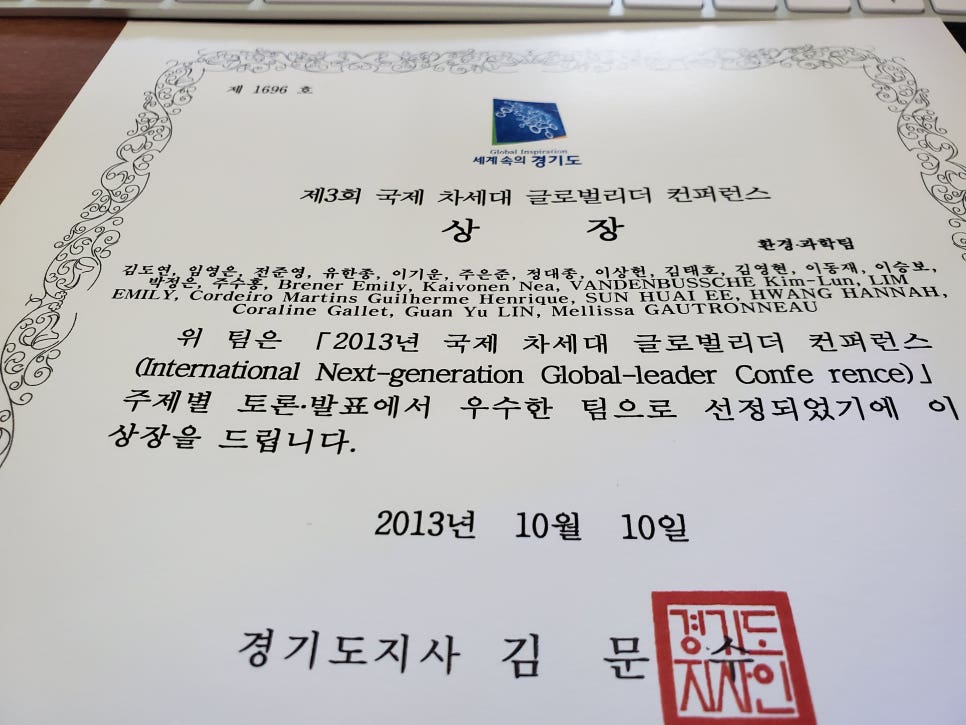 제 1696 호
Global Inspiration
세계 속의 경기도
제3회 국제 차세대 글로벌리더 컨퍼런스
상 장
환경·과학팀
김도연, 임영은, 전준영, 유한종, 이기운, 주은준, 정대종, 이상헌, 김태호, 김영현, 이동재, 이승보,
박정은, 주수홍, Brener Emily, Kaivonen Nea, VANDENBUSSCHE Kim-Lun, LIM
EMILY, Cordeiro Martins Guilherme Henrique, SUN HUAI EE, HWANG HANNAH,
Coraline Gallet, Guan Yu LIN, Mellissa GAUTRONNEAU
위 팀은 「2013년 국제 차세대 글로벌리더 컨퍼런스
(International Next-generation Global-leader Confe rence)」
주제별 토론·발표에서 우수한 팀으로 선정되었기에 이
상장을 드립니다.
2013년 10월 10일
경기도지사 김 문 수
경기도
지사인